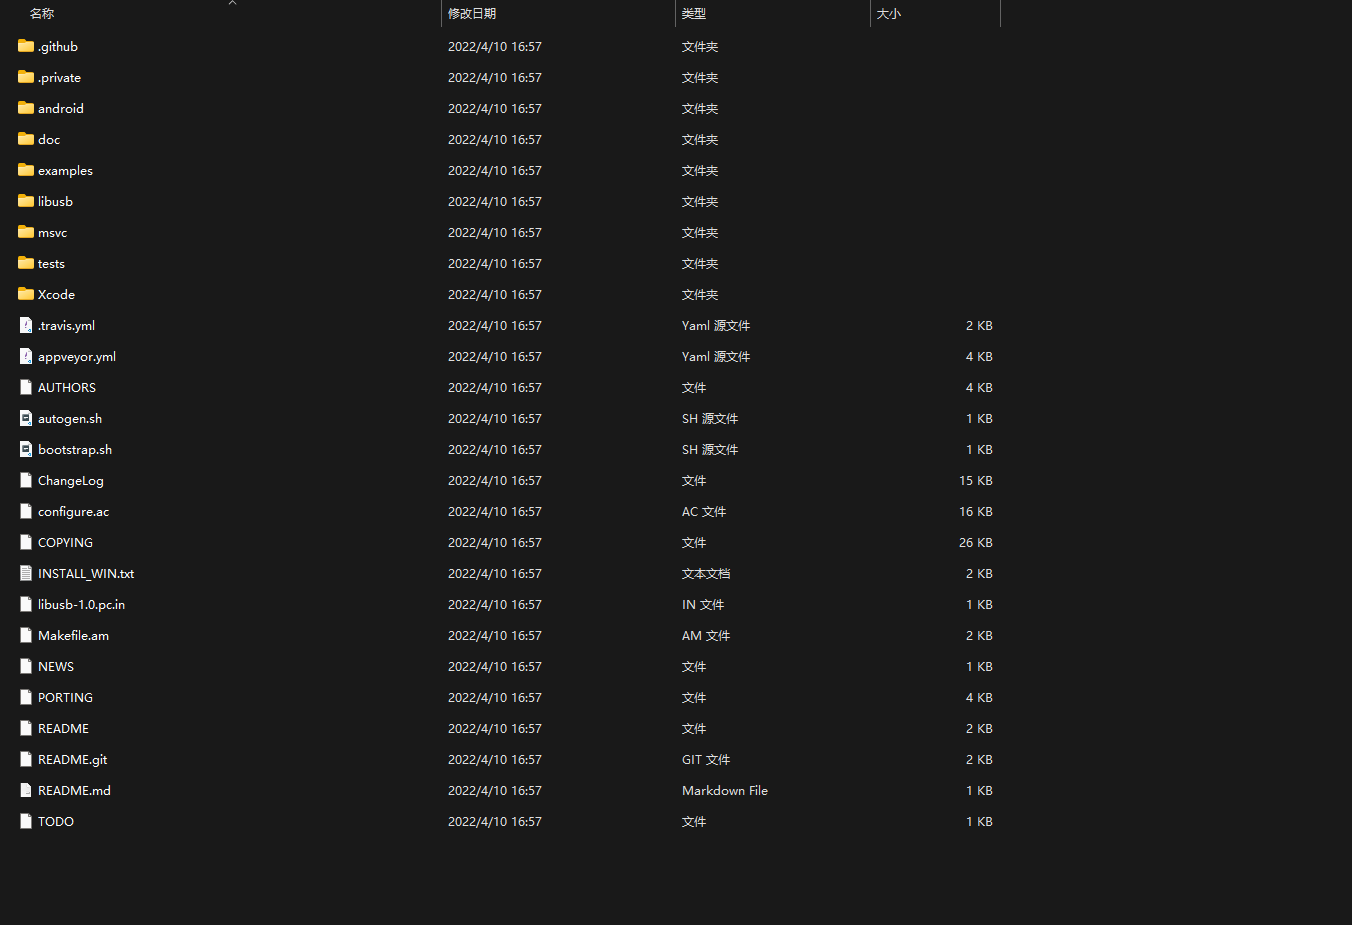 名称 修改日期 类型 大小
.github 2022/4/10 16:57 文件夹
.private 2022/4/10 16:57 文件夹
android 2022/4/10 16:57 文件夹
doc 2022/4/10 16:57 文件夹
examples 2022/4/10 16:57 文件夹
libusb 2022/4/10 16:57 文件夹
msvc 2022/4/10 16:57 文件夹
tests 2022/4/10 16:57 文件夹
Xcode 2022/4/10 16:57 文件夹
.travis.yml 2022/4/10 16:57 Yaml 源文件 2 KB
appveyor.yml 2022/4/10 16:57 Yaml 源文件 4 KB
AUTHORS 2022/4/10 16:57 文件 4 KB
autogen.sh 2022/4/10 16:57 SH 源文件 1 KB
bootstrap.sh 2022/4/10 16:57 SH 源文件 1 KB
ChangeLog 2022/4/10 16:57 文件 15 KB
configure.ac 2022/4/10 16:57 AC 文件 16 KB
COPYING 2022/4/10 16:57 文件 26 KB
INSTALL_WIN.txt 2022/4/10 16:57 文本文档 2 KB
libusb-1.0.pc.in 2022/4/10 16:57 IN 文件 1 KB
Makefile.am 2022/4/10 16:57 AM 文件 2 KB
NEWS 2022/4/10 16:57 文件 1 KB
PORTING 2022/4/10 16:57 文件 4 KB
README 2022/4/10 16:57 文件 2 KB
README.git 2022/4/10 16:57 GIT 文件 2 KB
README.md 2022/4/10 16:57 Markdown File 1 KB
TODO 2022/4/10 16:57 文件 1 KB